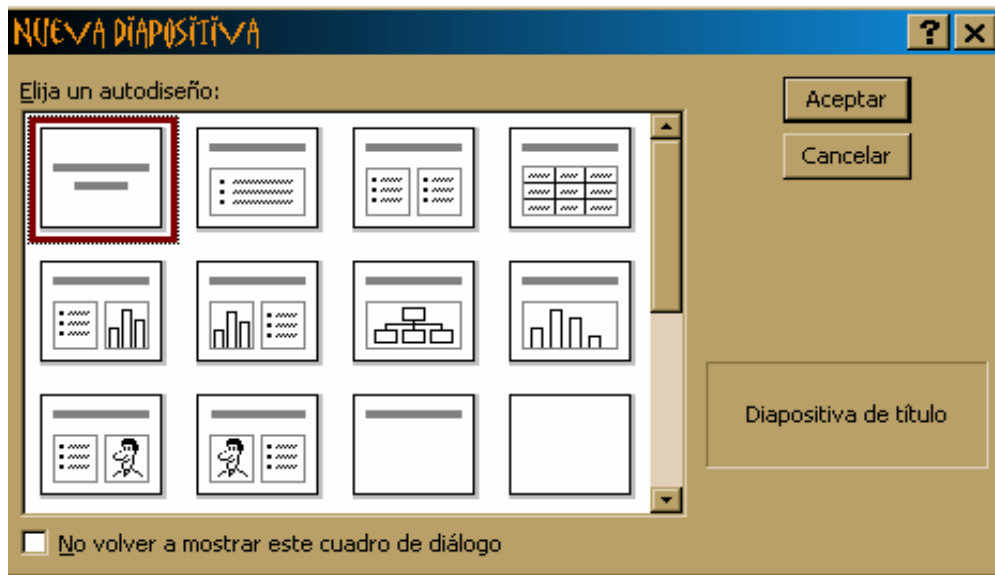 NUEVA DIAPOSITIVA
?
Elija un autodiseño:
Aceptar
Cancelar
Diapositiva de título
No volver a mostrar este cuadro de diálogo